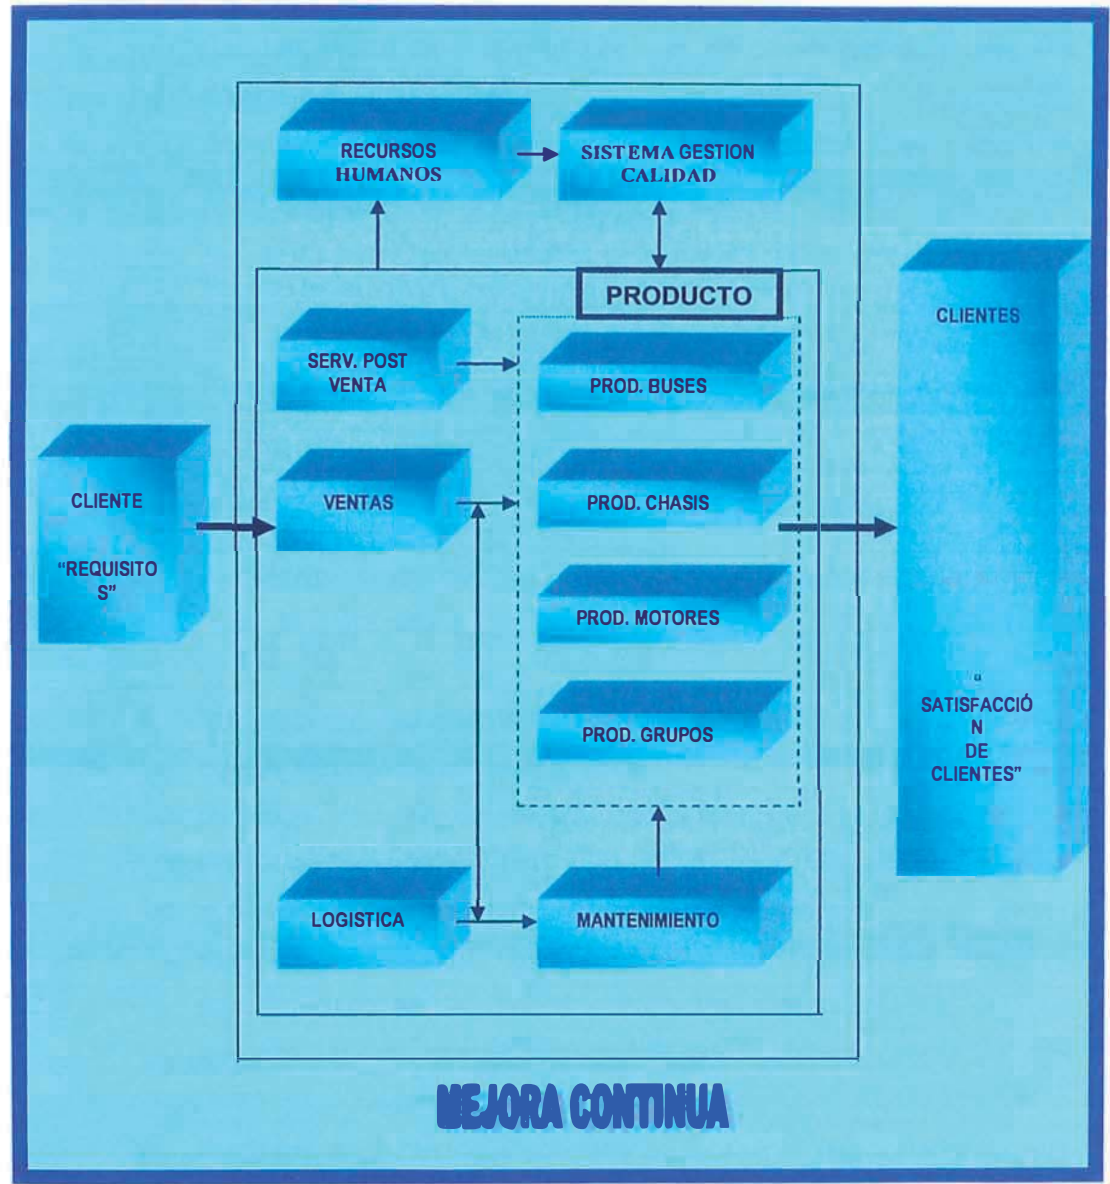 RECURSOS
HUMANOS
SISTEMA GESTION
CALIDAD
PRODUCTO
SERV. POST
VENTA
PROD. BUSES
CLIENTES
CLIENTE
"REQUISITO
S"
VENTAS
PROD. CHASIS
PROD. MOTORES
PROD. GRUPOS
"
SATISFACCIÓ
N
DE
CLIENTES"
LOGISTICA
MANTENIMIENTO
MEJORA CONTINUA